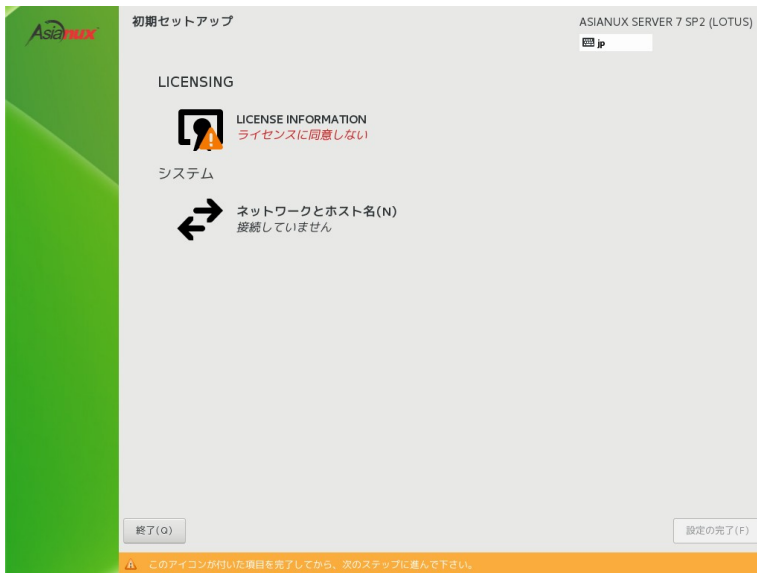 Asianux
初期セットアップ
ASIANUX SERVER 7 SP2 (LOTUS)
jp
LICENSING
LICENSE INFORMATION
ライセンスに同意しない
システム
ネットワークとホスト名(N)
接続していません
終了(Q)
設定の完了(F)
このアイコンが付いた項目を完了してから、次のステップに進んで下さい。